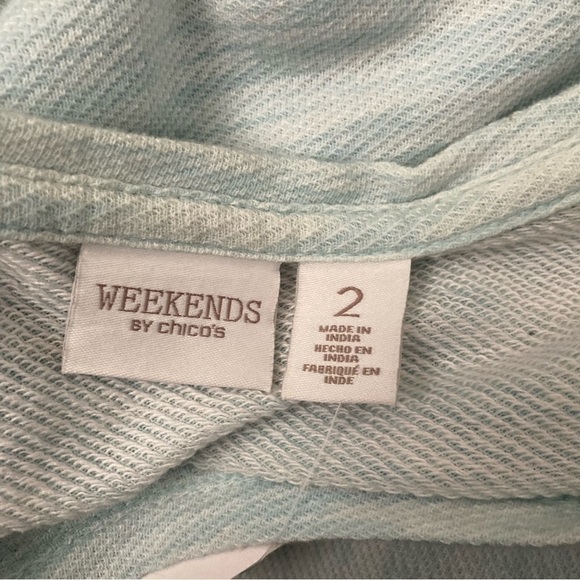 WEEKENDS
BY chico's
2
MADE IN
INDIA
HECHO EN
INDIA
FABRIQUÉ EN
INDE